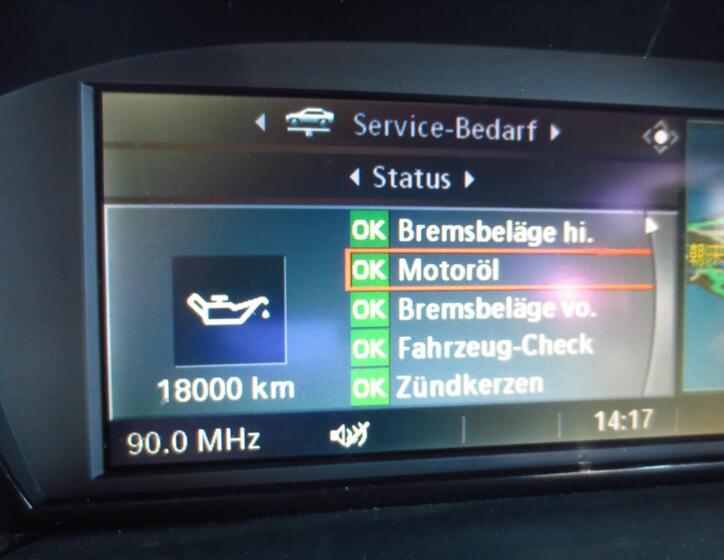 Service-Bedarf
Status
OK Bremsbeläge hi.
OK Motoröl
OK Bremsbeläge vo.
OK Fahrzeug-Check
OK Zündkerzen
18000 km
90.0 MHz
14:17